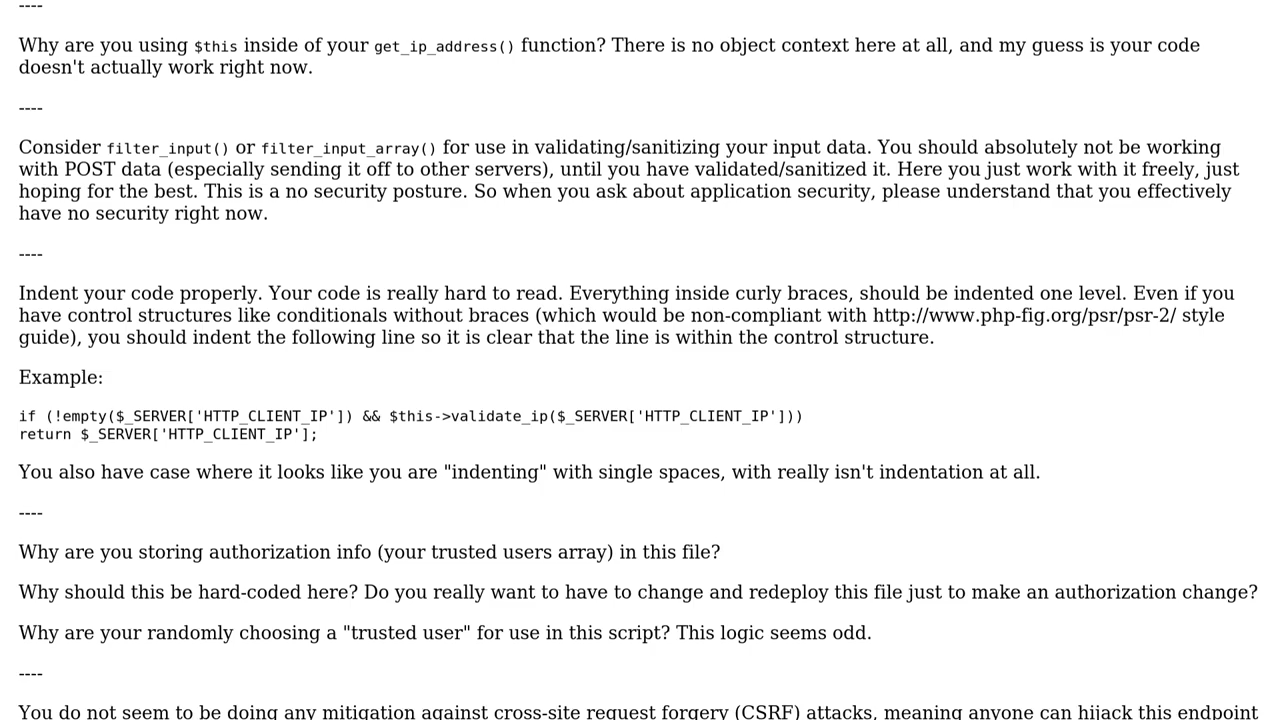 ----
Why are you using $this inside of your get_ip_address() function? There is no object context here at all, and my guess is your code
doesn't actually work right now.
----
Consider filter_input() or filter_input_array() for use in validating/sanitizing your input data. You should absolutely not be working
with POST data (especially sending it off to other servers), until you have validated/sanitized it. Here you just work with it freely, just
hoping for the best. This is a no security posture. So when you ask about application security, please understand that you effectively
have no security right now.
----
Indent your code properly. Your code is really hard to read. Everything inside curly braces, should be indented one level. Even if you
have control structures like conditionals without braces (which would be non-compliant with http://www.php-fig.org/psr/psr-2/ style
guide), you should indent the following line so it is clear that the line is within the control structure.
Example:
if (!empty($_SERVER['HTTP_CLIENT_IP']) && $this->validate_ip($_SERVER['HTTP_CLIENT_IP']))
return $_SERVER['HTTP_CLIENT_IP'];
You also have case where it looks like you are "indenting" with single spaces, with really isn't indentation at all.
----
Why are you storing authorization info (your trusted users array) in this file?
Why should this be hard-coded here? Do you really want to have to change and redeploy this file just to make an authorization change?
Why are your randomly choosing a "trusted user" for use in this script? This logic seems odd.
----
You do not seem to be doing any mitigation against cross-site request forgery (CSRF) attacks, meaning anyone can hijack this endpoint